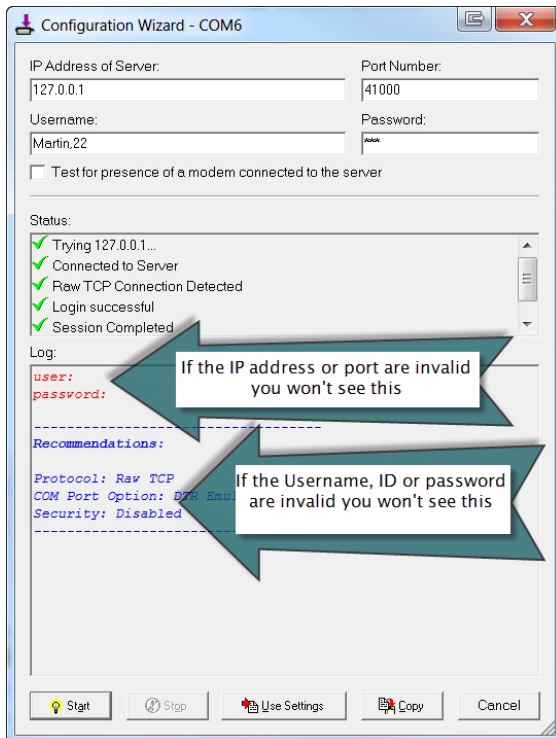 Configuration Wizard - COM6
IP Address of Server:
Port Number:
127.0.0.1
41000
Username:
Password:
Martin,22
***
Test for presence of a modem connected to the server
Status:
Trying 127.0.0.1...
Connected to Server
Raw TCP Connection Detected
Login successful
Session Completed
Log:
user:
password:
If the IP address or port are invalid
you won't see this
Recommendations:
Protocol: Raw TCP
COM Port Option: DTR Emul
Security: Disabled
If the Username, ID or password
are invalid you won't see this
Start
Stop
Use Settings
Copy
Cancel